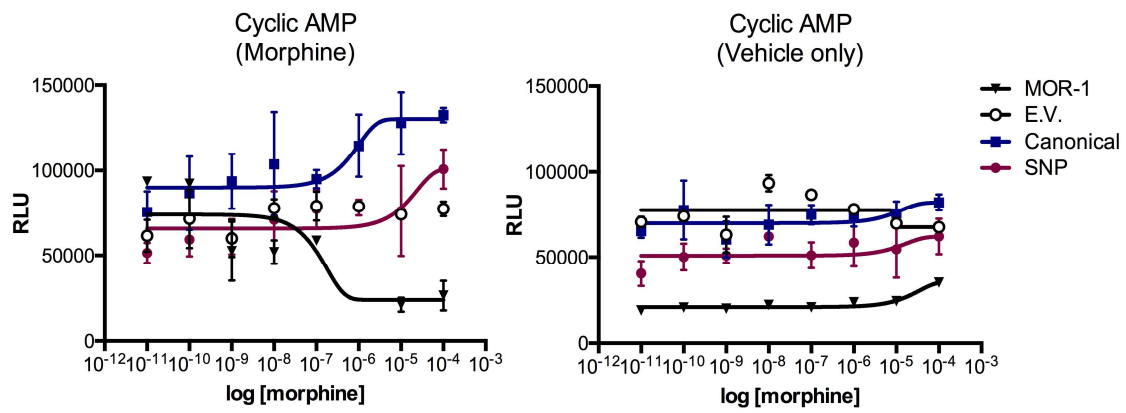 Cyclic AMP
(Morphine)
RLU
150000
100000
50000
0
10-12 10-11 10-10 10-9 10-8 10-7 10-6 10-5 10-4 10-3
log [morphine]
Cyclic AMP
(Vehicle only)
RLU
150000
100000
50000
0
10-12 10-11 10-10 10-9 10-8 10-7 10-6 10-5 10-4 10-3
log [morphine]
MOR-1
E.V.
Canonical
SNP